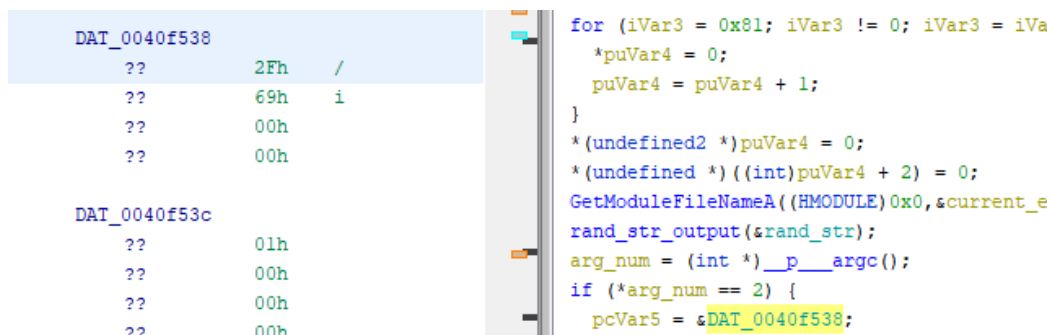 DAT_0040f538
?? 2Fh /
?? 69h i
?? 00h
?? 00h
DAT_0040f53c
?? 01h
?? 00h
?? 00h
?? 00h
for (iVar3 = 0x81; iVar3 != 0; iVar3 = iVa
*puVar4 = 0;
puVar4 = puVar4 + 1;
}
*(undefined2 *)puVar4 = 0;
*(undefined *)((int)puVar4 + 2) = 0;
GetModuleFileNameA((HMODULE)0x0,&current_e
rand_str_output(&rand_str);
arg_num = (int *)__p___argc();
if (*arg_num == 2) {
pcVar5 = &DAT_0040f538;